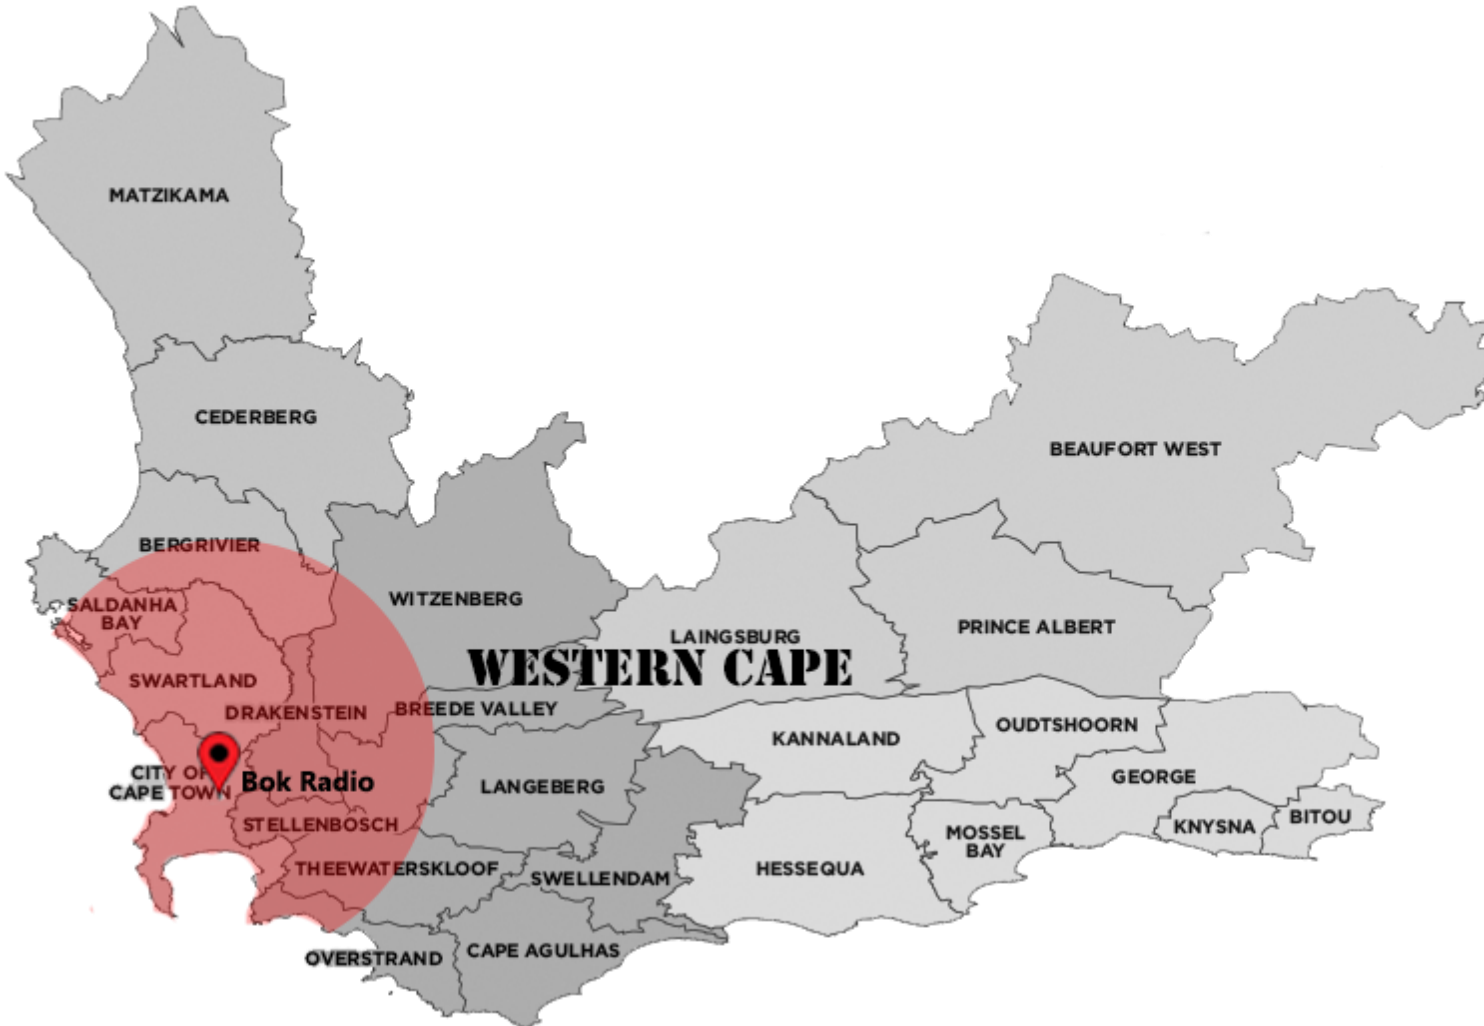 MATZIKAMA
CEDERBERG
BEAUFORT WEST
BERGRIVIER
WITZENBERG
SALDANHA
BAY
LAINGSBURG
PRINCE ALBERT
WESTERN CAPE
SWARTLAND
DRAKENSTEIN
BREEDE VALLEY
KANNALAND
OUDTSHOORN
CITY OF
CAPE TOWN
Bok Radio
LANGEBERG
GEORGE
STELLENBOSCH
MOSSEL
BAY
KNYSNA
BITOU
THEEWATERSKLOOF
SWELLENDAM
HESSEQUA
OVERSTRAND
CAPE AGULHAS